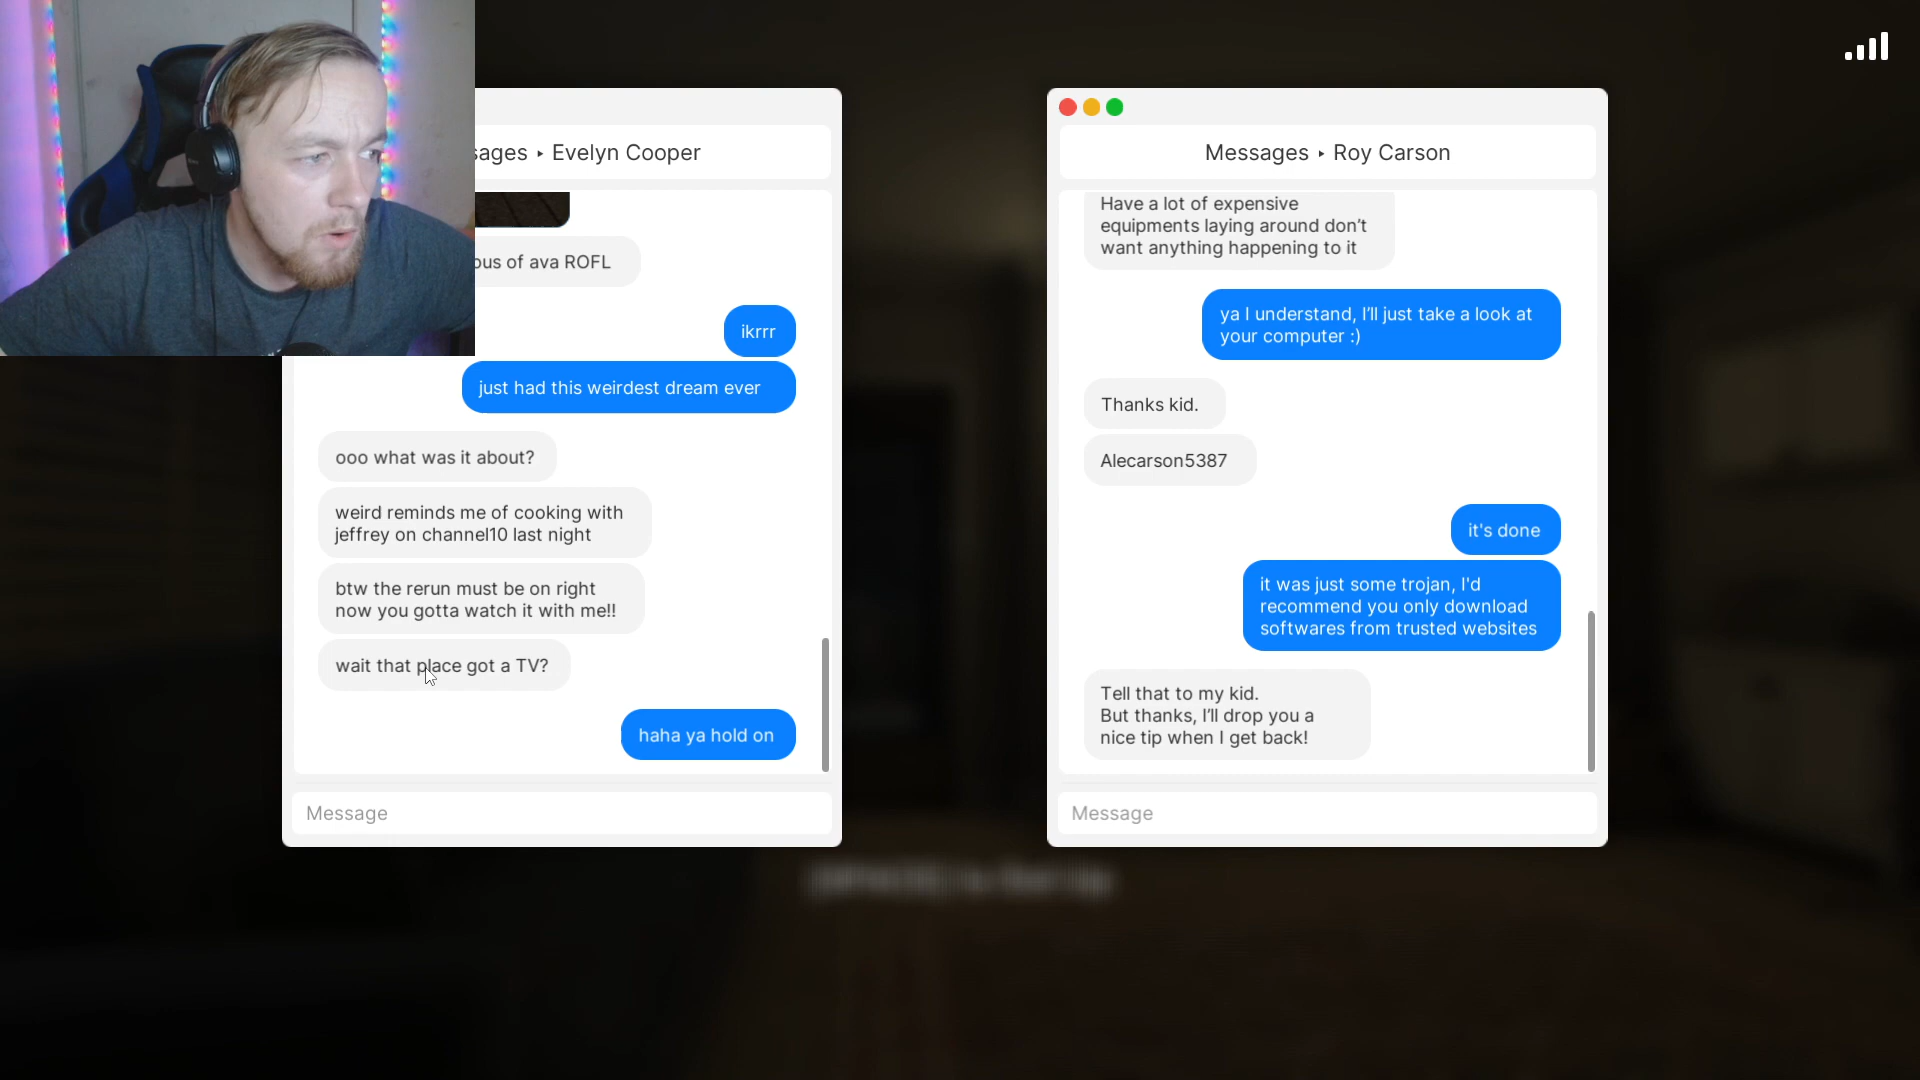 sages ‣ Evelyn Cooper
ous of ava ROFL
ikrrr
just had this weirdest dream ever
ooo what was it about?
weird reminds me of cooking with
jeffrey on channel10 last night
btw the rerun must be on right
now you gotta watch it with me!!
wait that place got a TV?
haha ya hold on
Message
Messages ‣ Roy Carson
Have a lot of expensive
equipments laying around don’t
want anything happening to it
ya I understand, I’ll just take a look at
your computer :)
Thanks kid.
Alecarson5387
it's done
it was just some trojan, I'd
recommend you only download
softwares from trusted websites
Tell that to my kid.
But thanks, I’ll drop you a
nice tip when I get back!
Message